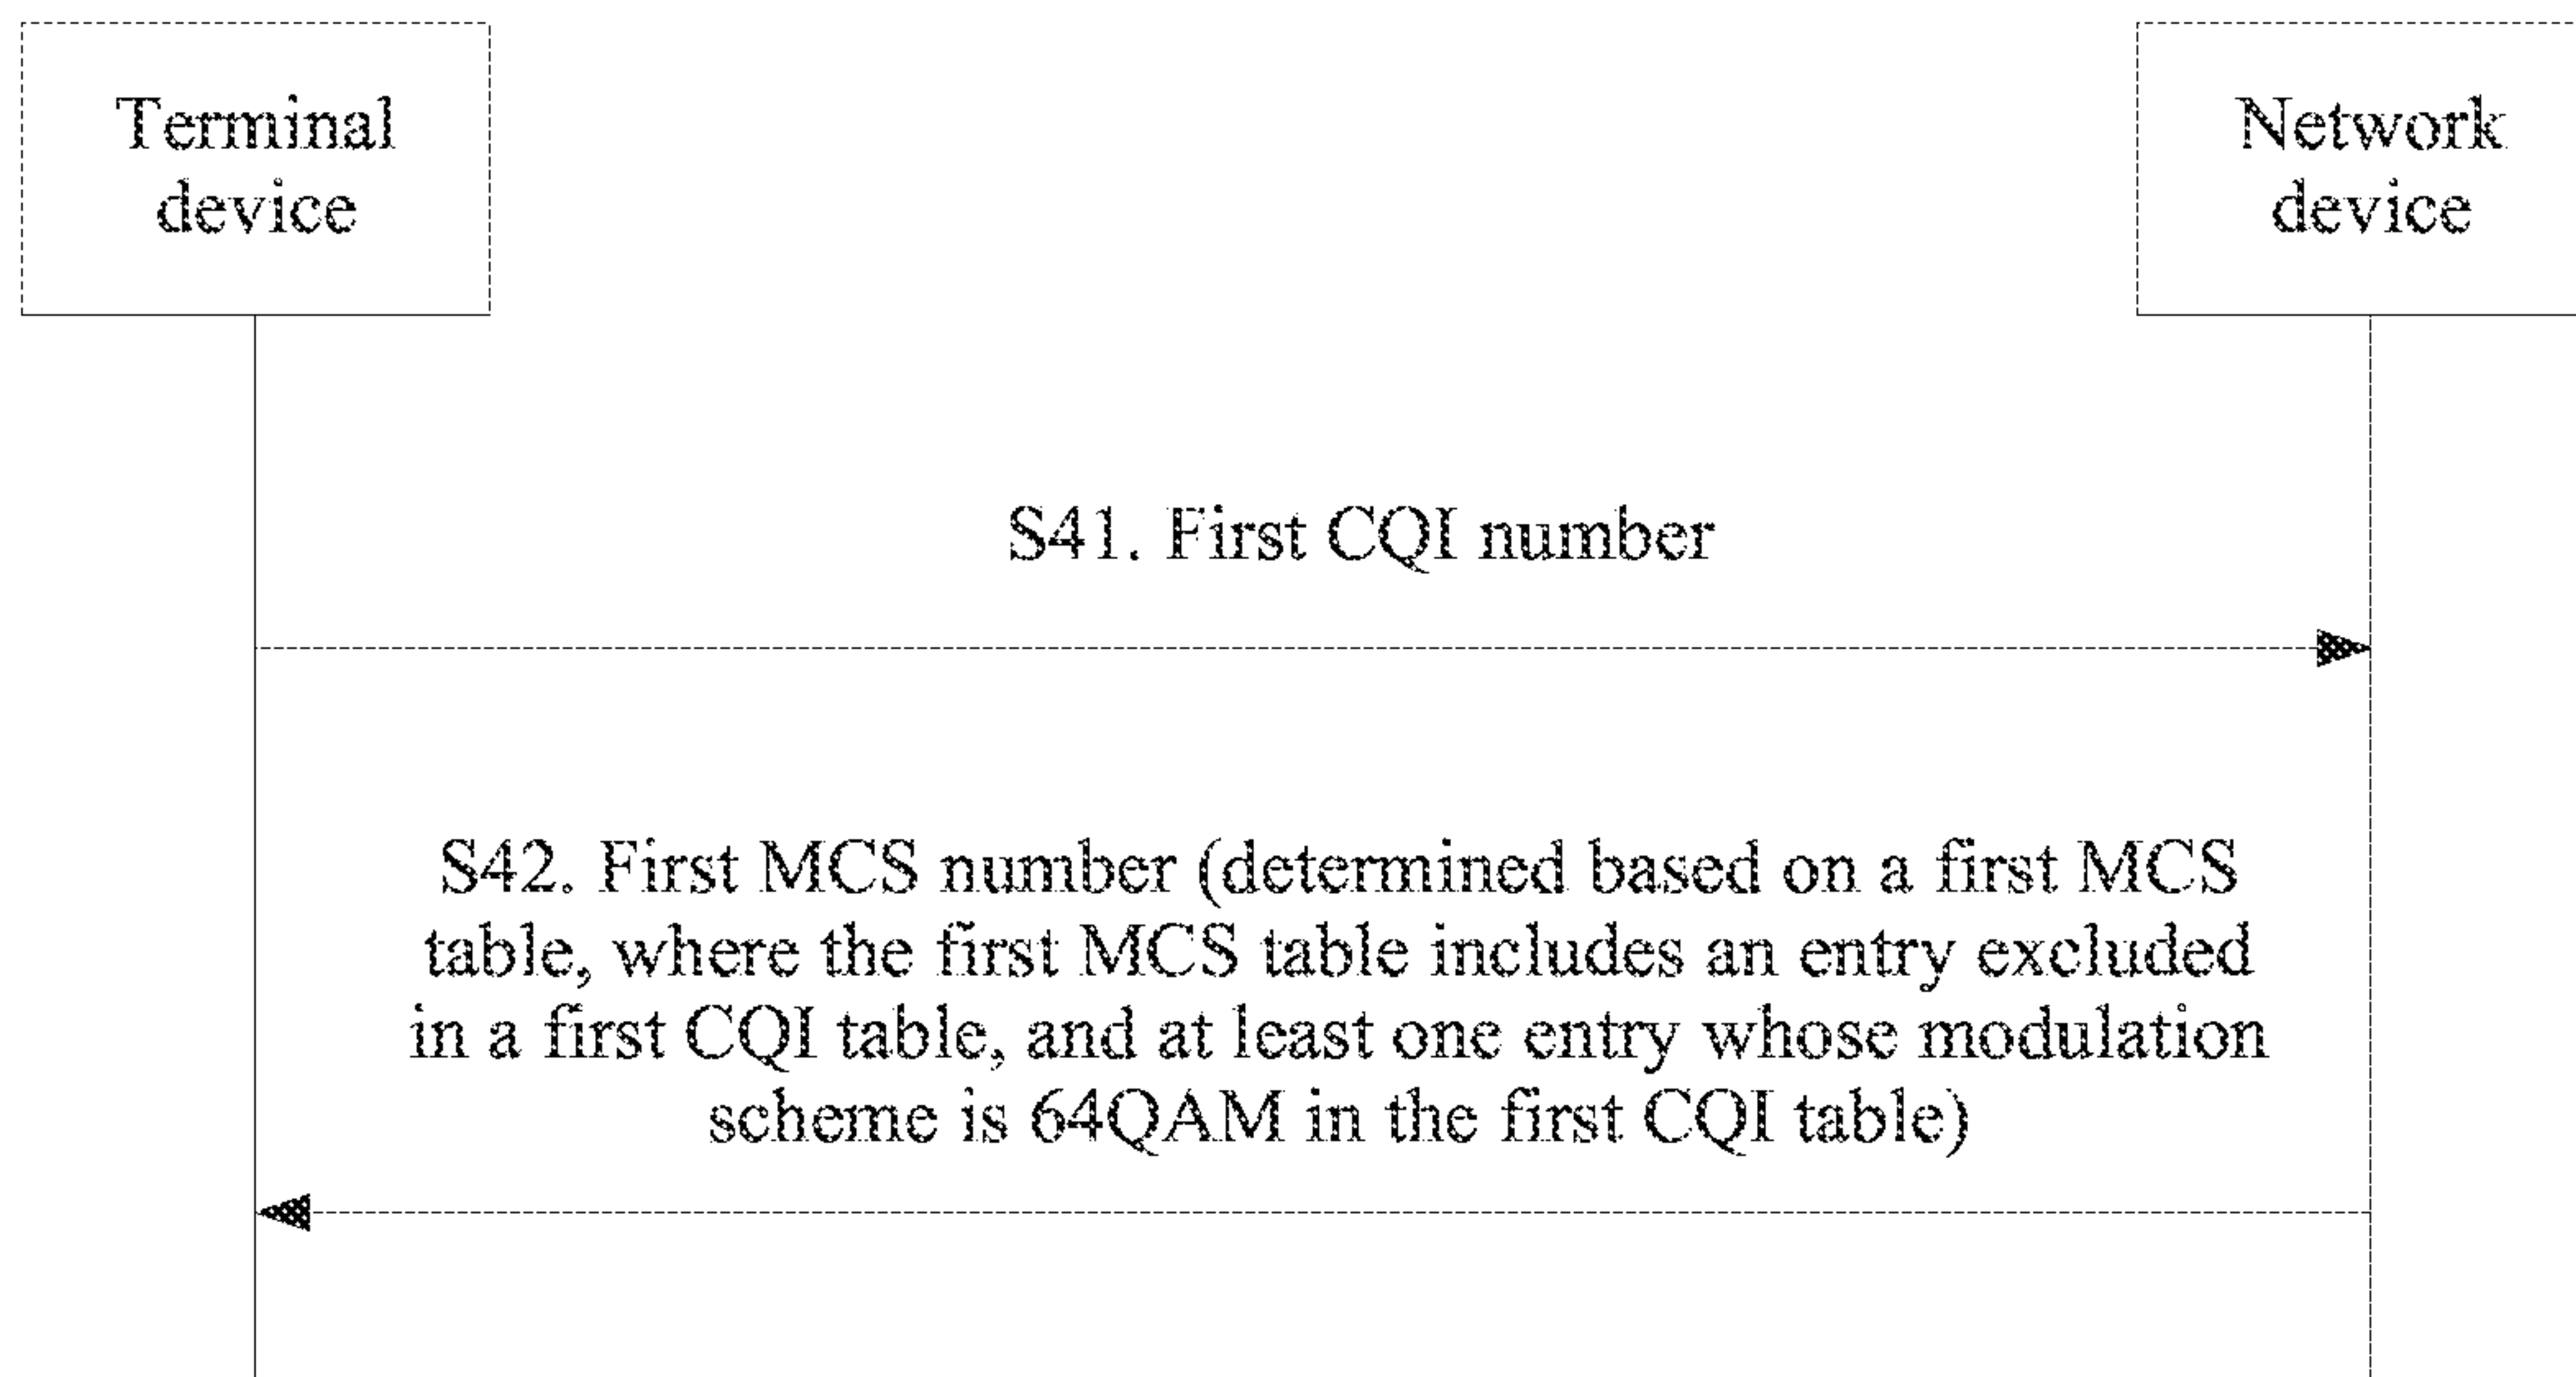 Terminal
device
Network
device
S41. First CQI number
S42. First MCS number (determined based on a first MCS
table, where the first MCS table includes an entry excluded
in a first CQI table, and at least one entry whose modulation
scheme is 64QAM in the first CQI table)